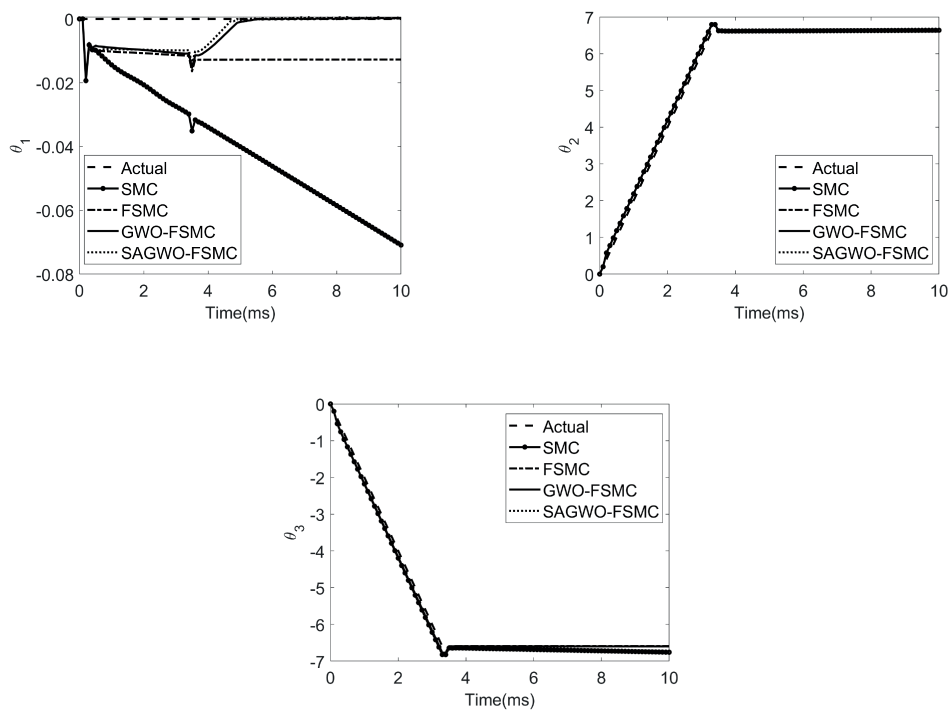 0
-0.02
-0.04
-0.06
-0.08
θ1
Actual
SMC
FSMC
GWO-FSMC
SAGWO-FSMC
0 2 4 6 8 10
Time(ms)
7
6
5
4
3
2
1
0
θ2
Actual
SMC
FSMC
GWO-FSMC
SAGWO-FSMC
0 2 4 6 8 10
Time(ms)
0
-1
-2
-3
-4
-5
-6
-7
θ3
Actual
SMC
FSMC
GWO-FSMC
SAGWO-FSMC
0 2 4 6 8 10
Time(ms)